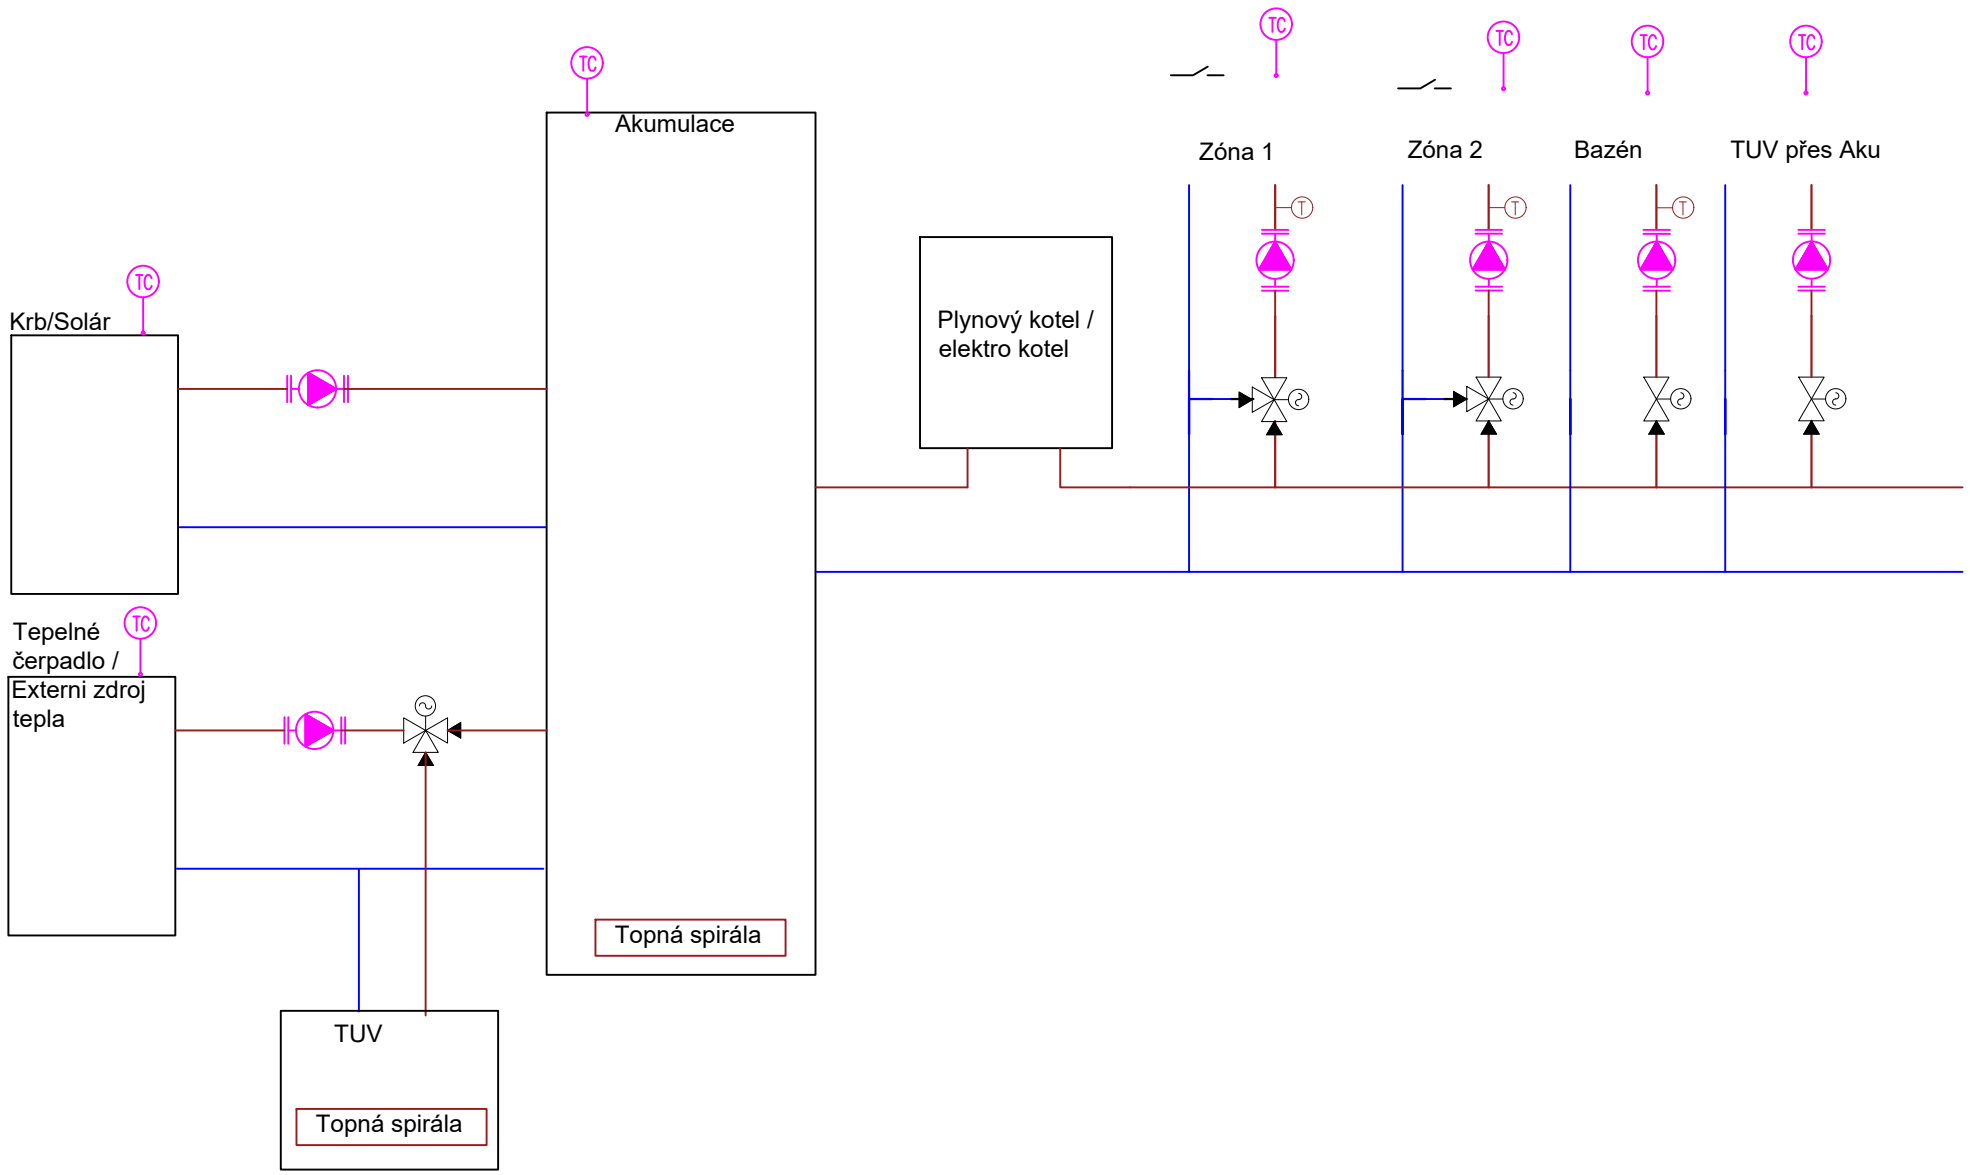 TC
TC
TC
TC
TC
Akumulace
Zóna 1
Zóna 2
Bazén
TUV přes Aku
T
T
T
TC
Krb/Solár
Plynový kotel /
elektro kotel
TC
Tepelné
čerpadlo /
Externi zdroj
tepla
Topná spirála
TUV
Topná spirála